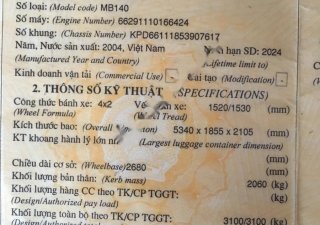 Số loại: (Model code) MB140
Số máy: (Engine Number) 66291110166424
Số khung: (Chassis Number) KPD66111853907617
Năm, Nước sản xuất: 2004, Việt Nam hạn SD: 2024
(Manufactured Year and Country) (Lifetime limit to)
Kinh doanh vận tải (Commercial Use) tạo (Modification)
2. THÔNG SỐ KỸ THUẬT (SPECIFICATIONS)
Công thức bánh xe: 4x2 xe: 1520/1530 (mm)
(Wheel Formula) Tread)
Kích thước bao: (Overall 5340 x 1855 x 2105 (mm)
KT khoang hành lý lớn (Largest luggage container dimension)
(mm)
Chiều dài cơ sở: (Wheelbase)2680 (mm)
Khối lượng bản thân: (Kerb mass) 2060 (kg)
Khối lượng hàng CC theo TK/CP TGGT: (kg)
(Design/Authorized pay load)
Khối lượng toàn bộ theo TK/CP TGGT: 3100/3100 (kg)
(Design/Authorized total